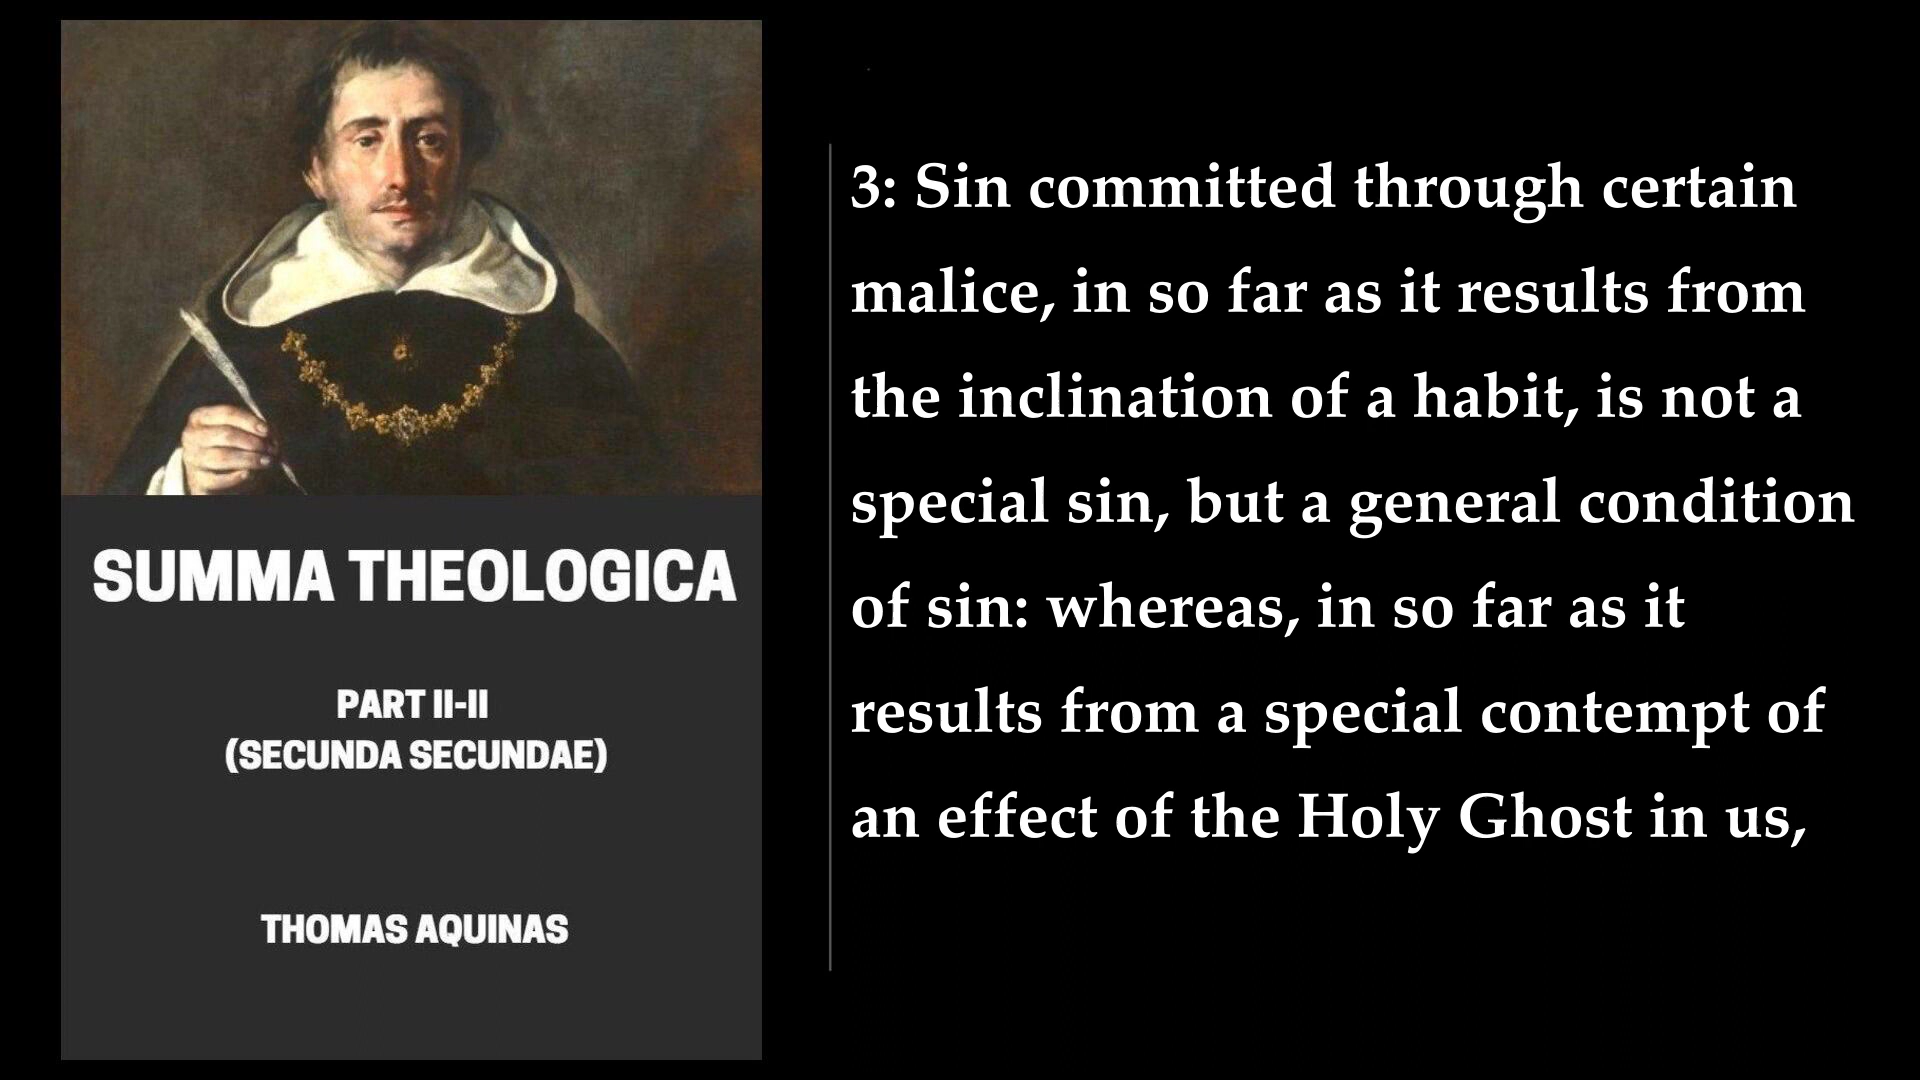 SUMMA THEOLOGICA
PART II-II
(SECUNDA SECUNDAE)
THOMAS AQUINAS
3: Sin committed through certain
malice, in so far as it results from
the inclination of a habit, is not a
special sin, but a general condition
of sin: whereas, in so far as it
results from a special contempt of
an effect of the Holy Ghost in us,